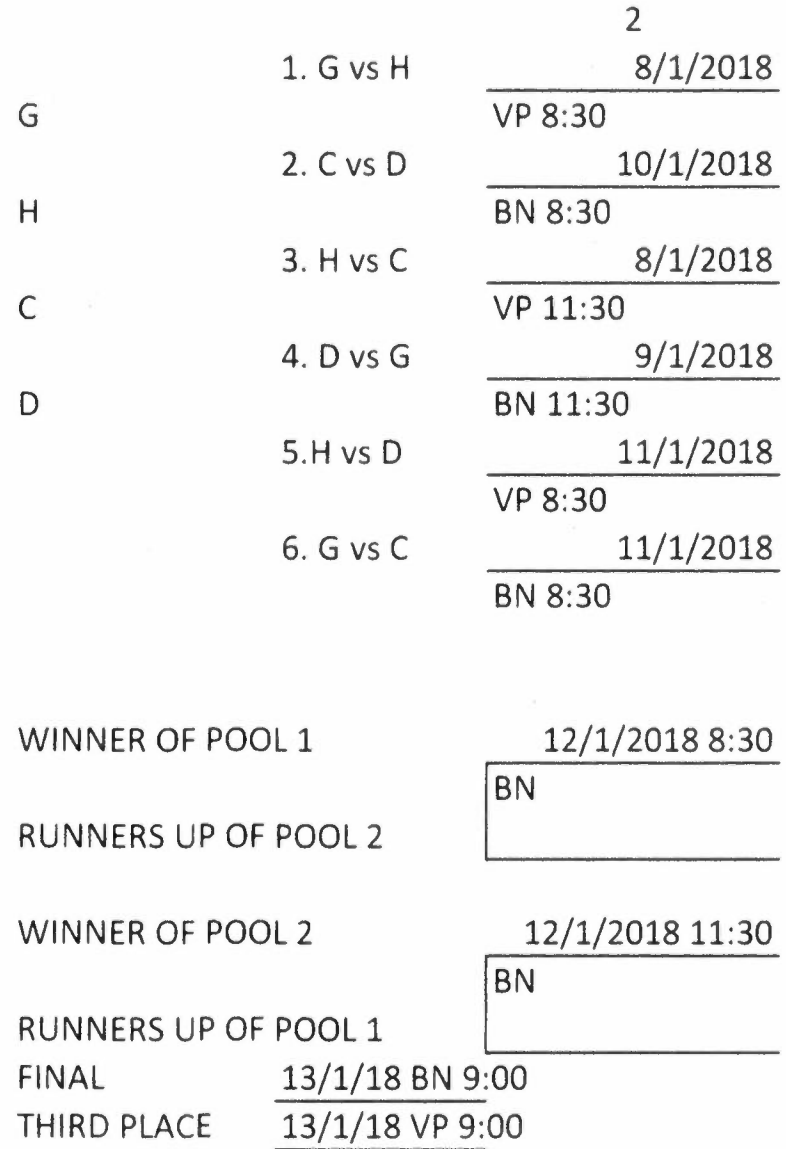 2
1. G vs H 8/1/2018
G VP 8:30
2. C vs D 10/1/2018
H BN 8:30
3. H vs C 8/1/2018
C VP 11:30
4. D vs G 9/1/2018
D BN 11:30
5.H vs D 11/1/2018
VP 8:30
6. G vs C 11/1/2018
BN 8:30
WINNER OF POOL 1 12/1/2018 8:30
BN
RUNNERS UP OF POOL 2
WINNER OF POOL 2 12/1/2018 11:30
BN
RUNNERS UP OF POOL 1
FINAL 13/1/18 BN 9:00
THIRD PLACE 13/1/18 VP 9:00